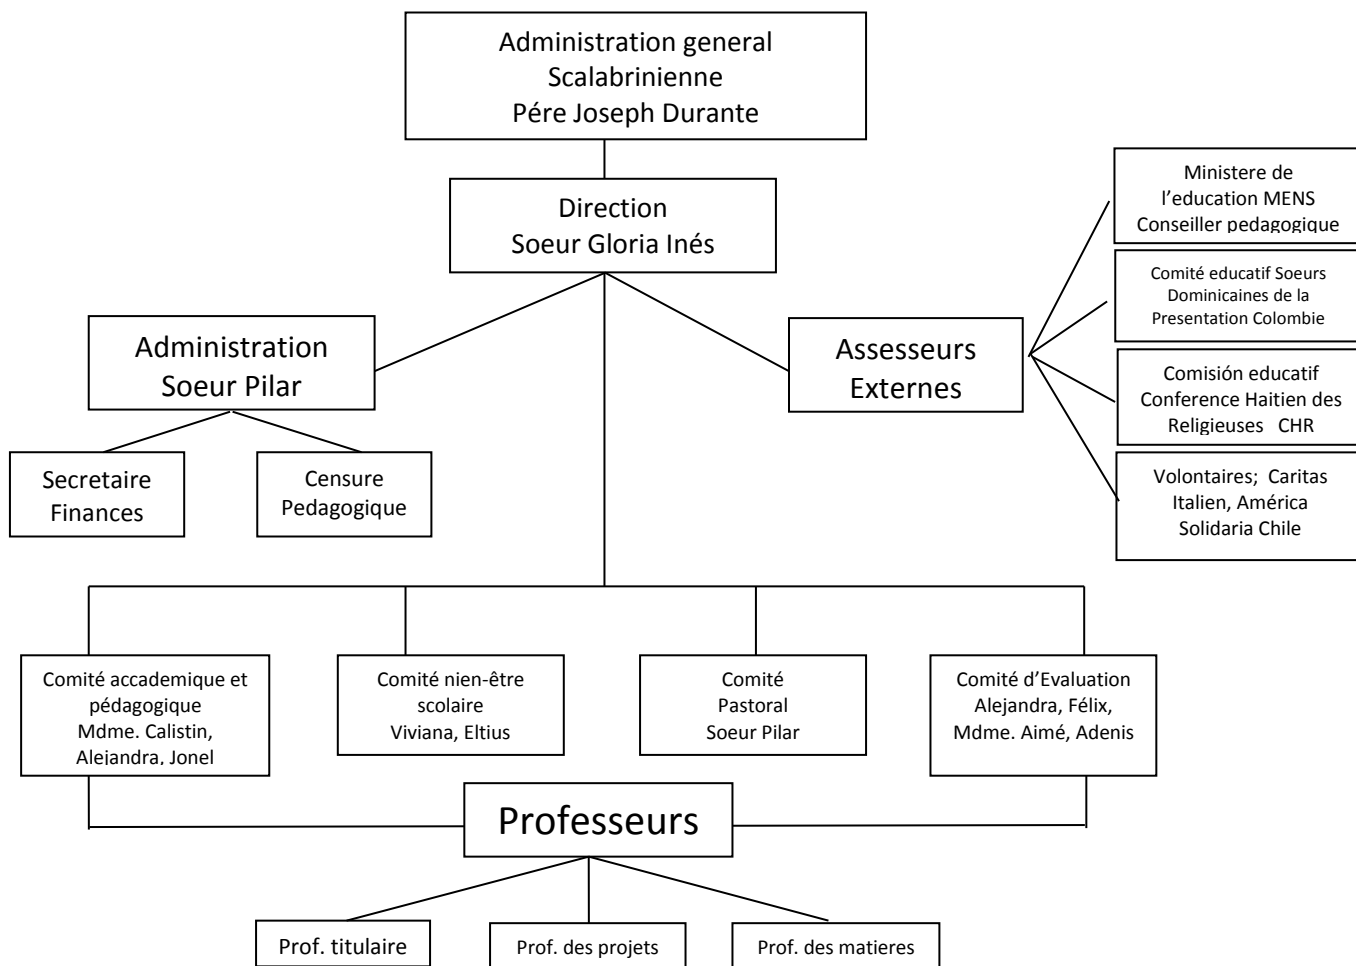 Administration general
Scalabrinienne
Pére Joseph Durante
Direction
Soeur Gloria Inés
Ministere de
l’education MENS
Conseiller pedagogique
Comité educatif Soeurs
Dominicaines de la
Presentation Colombie
Administration
Soeur Pilar
Assesseurs
Externes
Comisión educatif
Conference Haitien des
Religieuses CHR
Secretaire
Finances
Censure
Pedagogique
Volontaires; Caritas
Italien, América
Solidaria Chile
Comité accademique et
pédagogique
Mdme. Calistin,
Alejandra, Jonel
Comité nien-être
scolaire
Viviana, Eltius
Comité
Pastoral
Soeur Pilar
Comité d’Evaluation
Alejandra, Félix,
Mdme. Aimé, Adenis
Professeurs
Prof. titulaire
Prof. des projets
Prof. des matieres